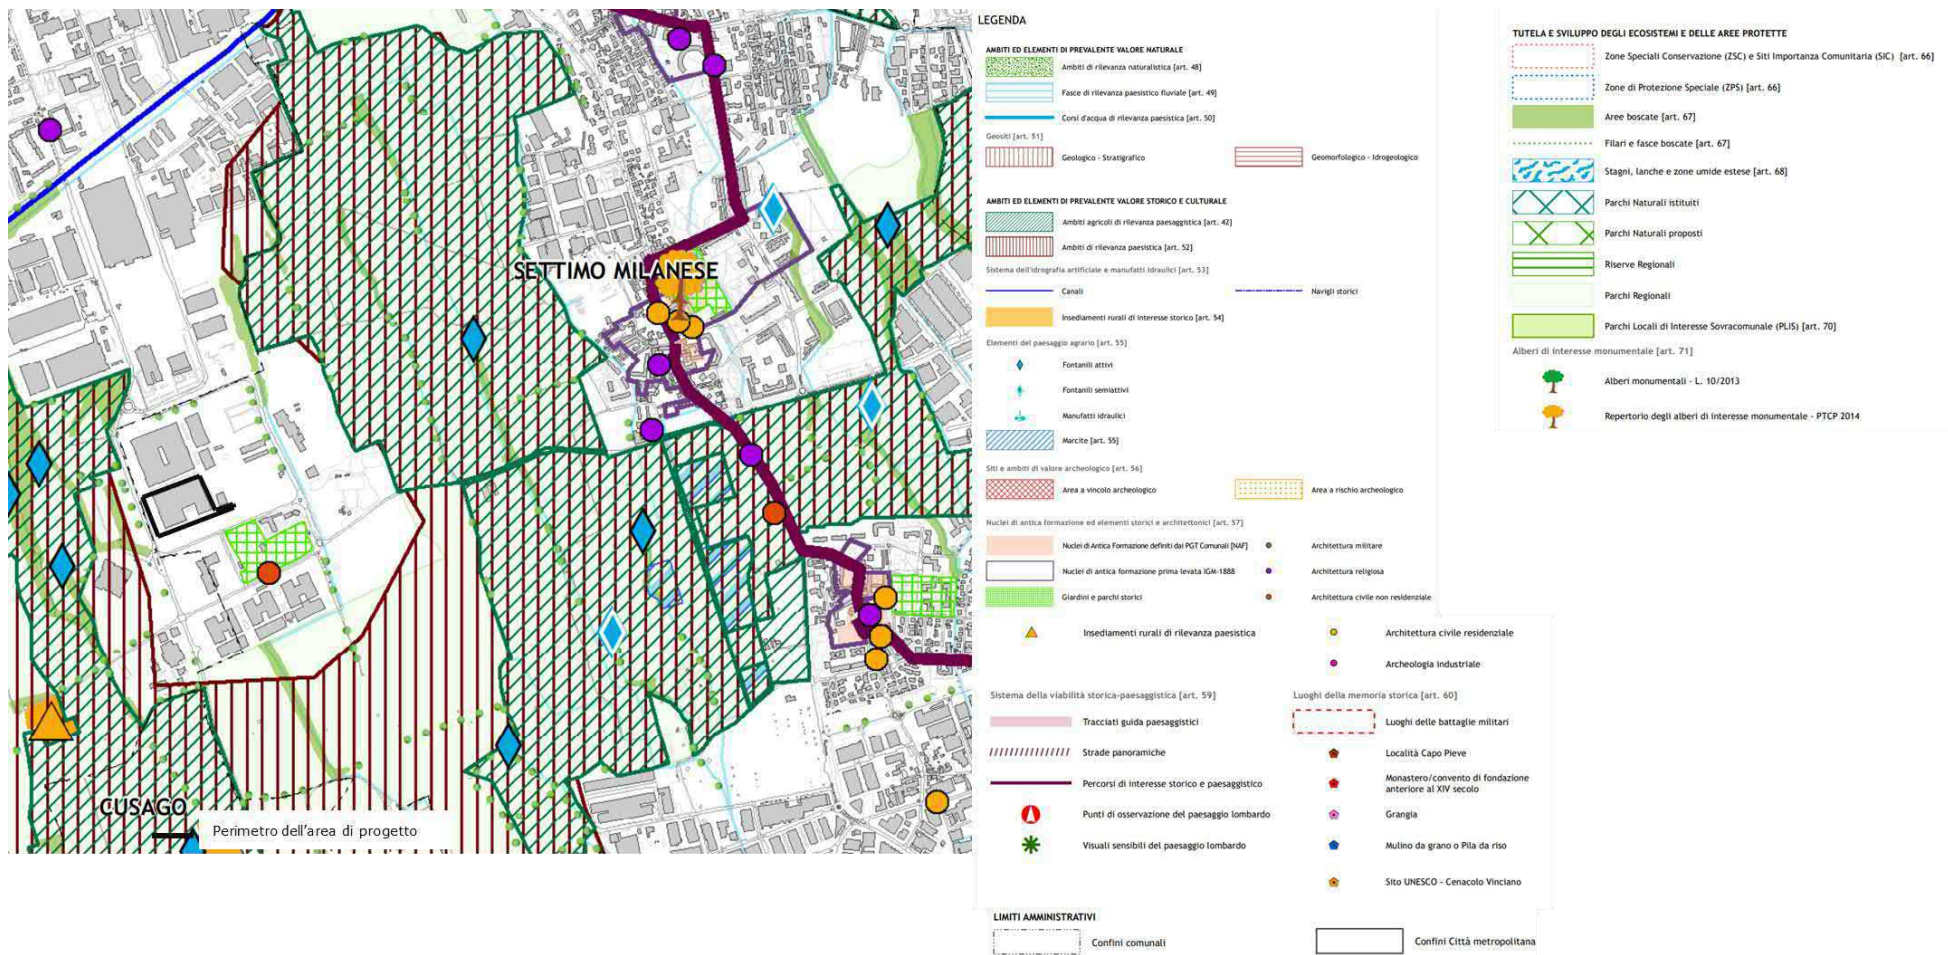 SETTIMO MILANESE
CUSAGO
Perimetro dell'area di progetto
LEGENDA
AMBITI ED ELEMENTI DI PREVALENTE VALORE NATURALE
Ambiti di rilevanza naturalistica [art. 48]
Fasce di rilevanza paesistico fluviale [art. 49]
Corsi d'acqua di rilevanza paesistica [art. 50]
Geositi [art. 51]
Geologico - Stratigrafico
Geomorfologico - Idrogeologico
AMBITI ED ELEMENTI DI PREVALENTE VALORE STORICO E CULTURALE
Ambiti agricoli di rilevanza paesaggistica [art. 42]
Ambiti di rilevanza paesistica [art. 52]
Sistema dell'idrografia artificiale e manufatti idraulici [art. 53]
Canali
Navigli storici
Insediamenti rurali di interesse storico [art. 54]
Elementi del paesaggio agrario [art. 55]
Fontanili attivi
Fontanili semiattivi
Manufatti idraulici
Marcite [art. 55]
Siti e ambiti di valore archeologico [art. 56]
Area a vincolo archeologico
Area a rischio archeologico
Nuclei di antica formazione ed elementi storici e architettonici [art. 57]
Nuclei di Antica Formazione definiti dai PGT Comunali [NAF]
Architettura militare
Nuclei di antica formazione prima levata IGM-1888
Architettura religiosa
Giardini e parchi storici
Architettura civile non residenziale
Insediamenti rurali di rilevanza paesistica
Architettura civile residenziale
Archeologia industriale
Sistema della viabilità storica-paesaggistica [art. 59]
Luoghi della memoria storica [art. 60]
Tracciati guida paesaggistici
Luoghi delle battaglie militari
Strade panoramiche
Località Capo Pieve
Percorsi di interesse storico e paesaggistico
Monastero/convento di fondazione
anteriore al XIV secolo
Punti di osservazione del paesaggio lombardo
Grangia
Visuali sensibili del paesaggio lombardo
Mulino da grano o Pila da riso
Sito UNESCO - Cenacolo Vinciano
LIMITI AMMINISTRATIVI
Confini comunali
Confini Città metropolitana
TUTELA E SVILUPPO DEGLI ECOSISTEMI E DELLE AREE PROTETTE
Zone Speciali Conservazione (ZSC) e Siti Importanza Comunitaria (SIC) [art. 66]
Zone di Protezione Speciale (ZPS) [art. 66]
Aree boscate [art. 67]
Filari e fasce boscate [art. 67]
Stagni, lanche e zone umide estese [art. 68]
Parchi Naturali istituiti
Parchi Naturali proposti
Riserve Regionali
Parchi Regionali
Parchi Locali di Interesse Sovracomunale (PLIS) [art. 70]
Alberi di interesse monumentale [art. 71]
Alberi monumentali - L. 10/2013
Repertorio degli alberi di interesse monumentale - PTCP 2014